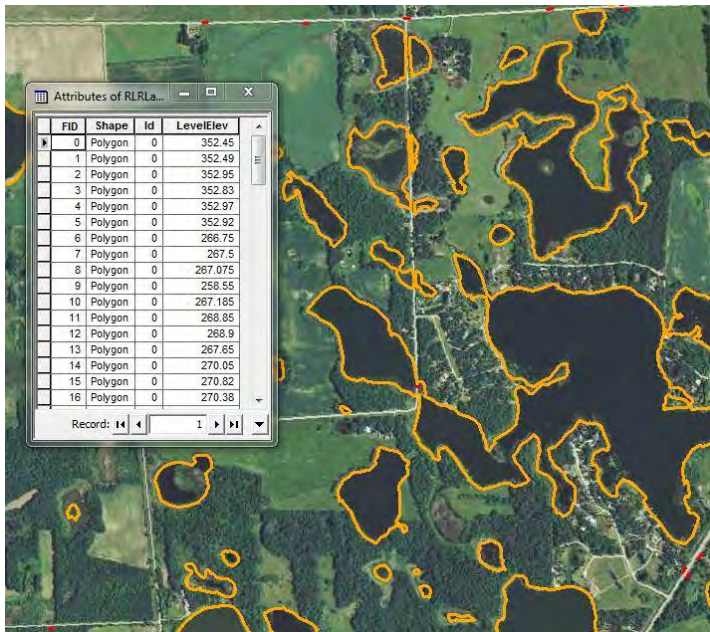 Attributes of RLRLa...
FID Shape Id LevelElev
0 Polygon 0 352.45
1 Polygon 0 352.49
2 Polygon 0 352.95
3 Polygon 0 352.83
4 Polygon 0 352.97
5 Polygon 0 352.92
6 Polygon 0 266.75
7 Polygon 0 267.5
8 Polygon 0 267.075
9 Polygon 0 258.55
10 Polygon 0 267.185
11 Polygon 0 268.85
12 Polygon 0 268.9
13 Polygon 0 267.65
14 Polygon 0 270.05
15 Polygon 0 270.82
16 Polygon 0 270.38
Record: 1